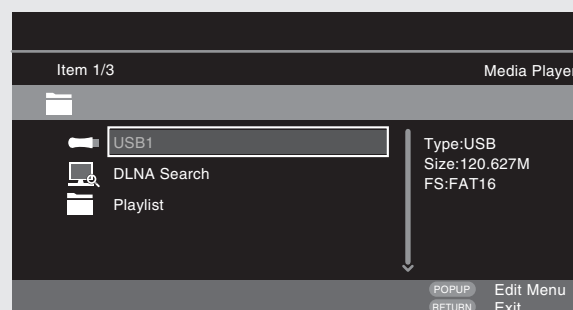 Item 1/3
Media Player
USB1
DLNA Search
Playlist
Type:USB
Size:120.627M
FS:FAT16
POPUP Edit Menu
RETURN Exit